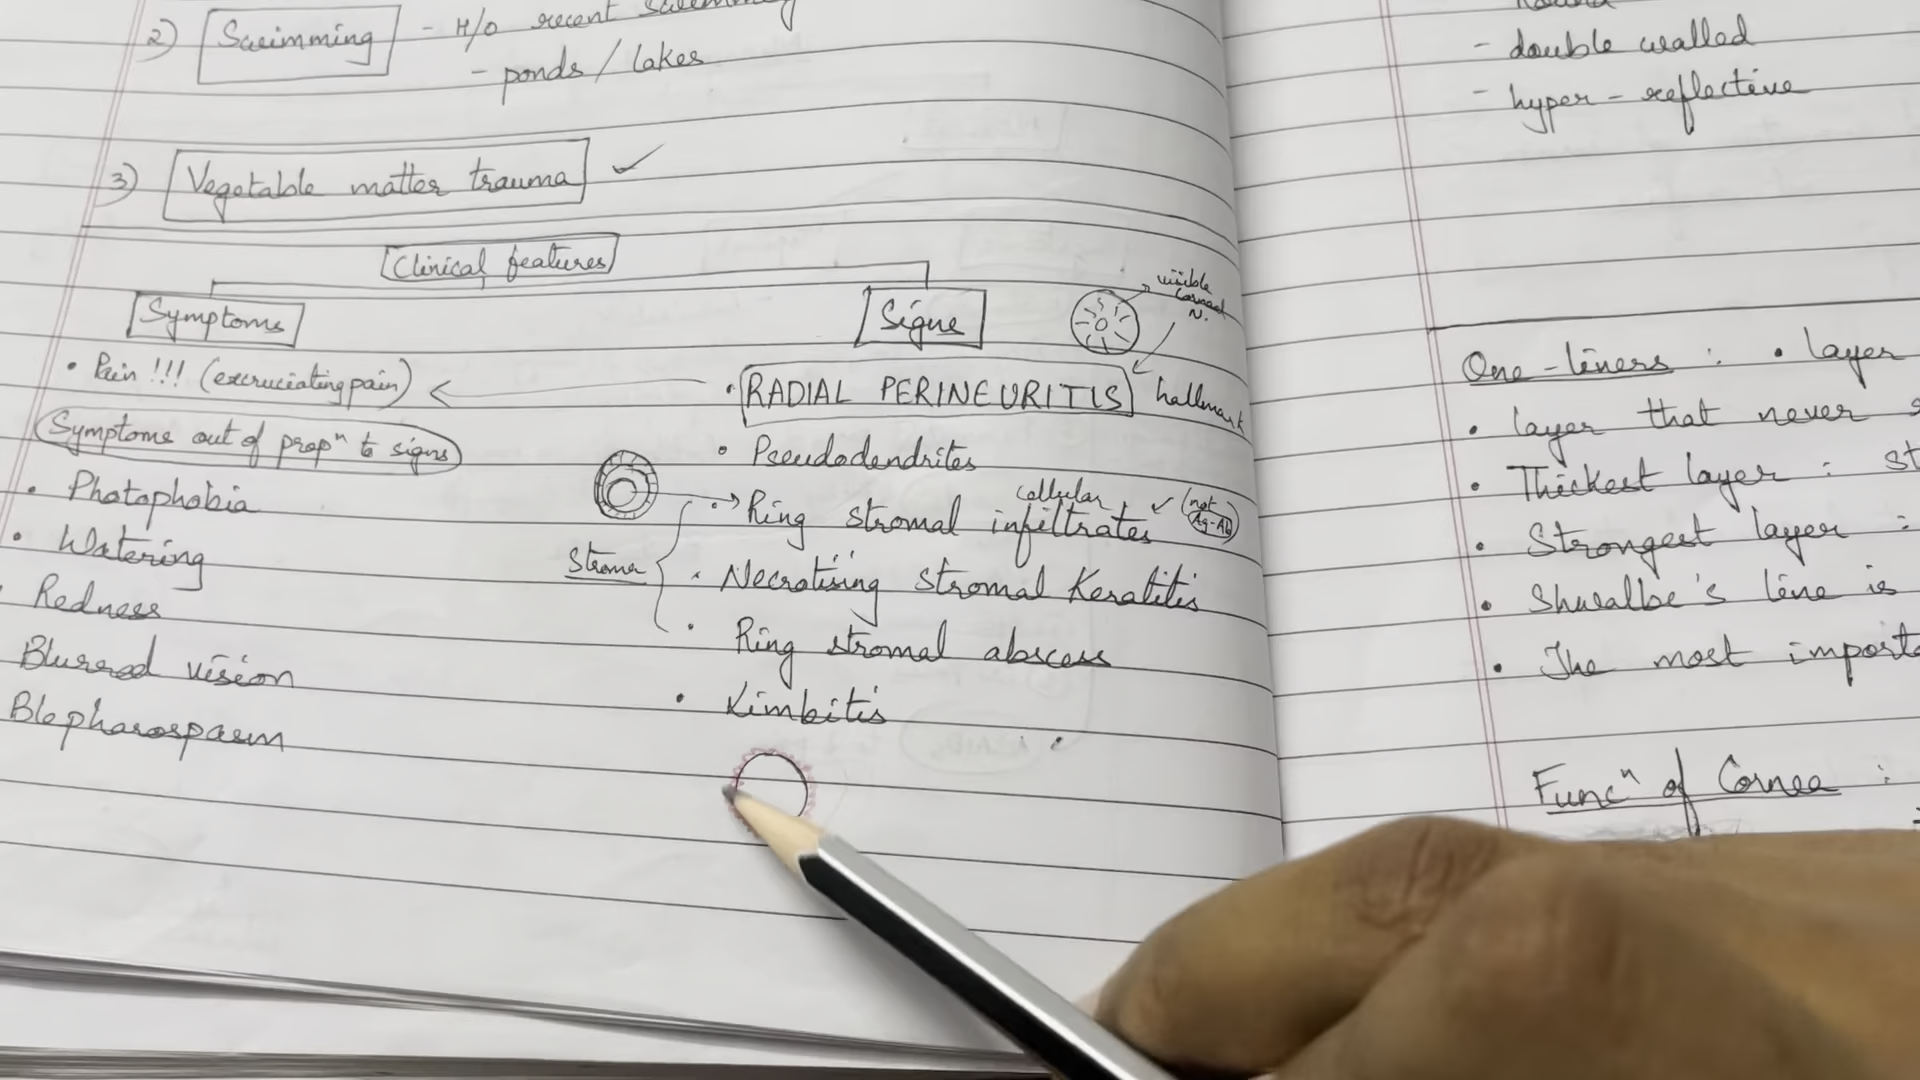 2) Swimming - H/o recent swimming
- ponds / lakes
3) Vegetable matter trauma ✓
Clinical features
Symptoms
• Pain !!! (excruciating pain)
Symptoms out of propⁿ to signs
• Photophobia
• Watering
• Redness
Blurred vision
Blepharospasm
Signs
visible
corneal
N.
• RADIAL PERINEURITIS hallmark
• Pseudodendrites
cellular
• Ring stromal infiltrates ✓ (not Ag-Ab)
Stroma
• Necrotising stromal Keratitis
• Ring stromal abscess
• Limbitis
- double walled
- hyper-reflective
One-liners : • layer
• layer that never
• Thickest layer :
• Strongest layer :
• Shwalbe's line is
• The most
Funcⁿ of Cornea :